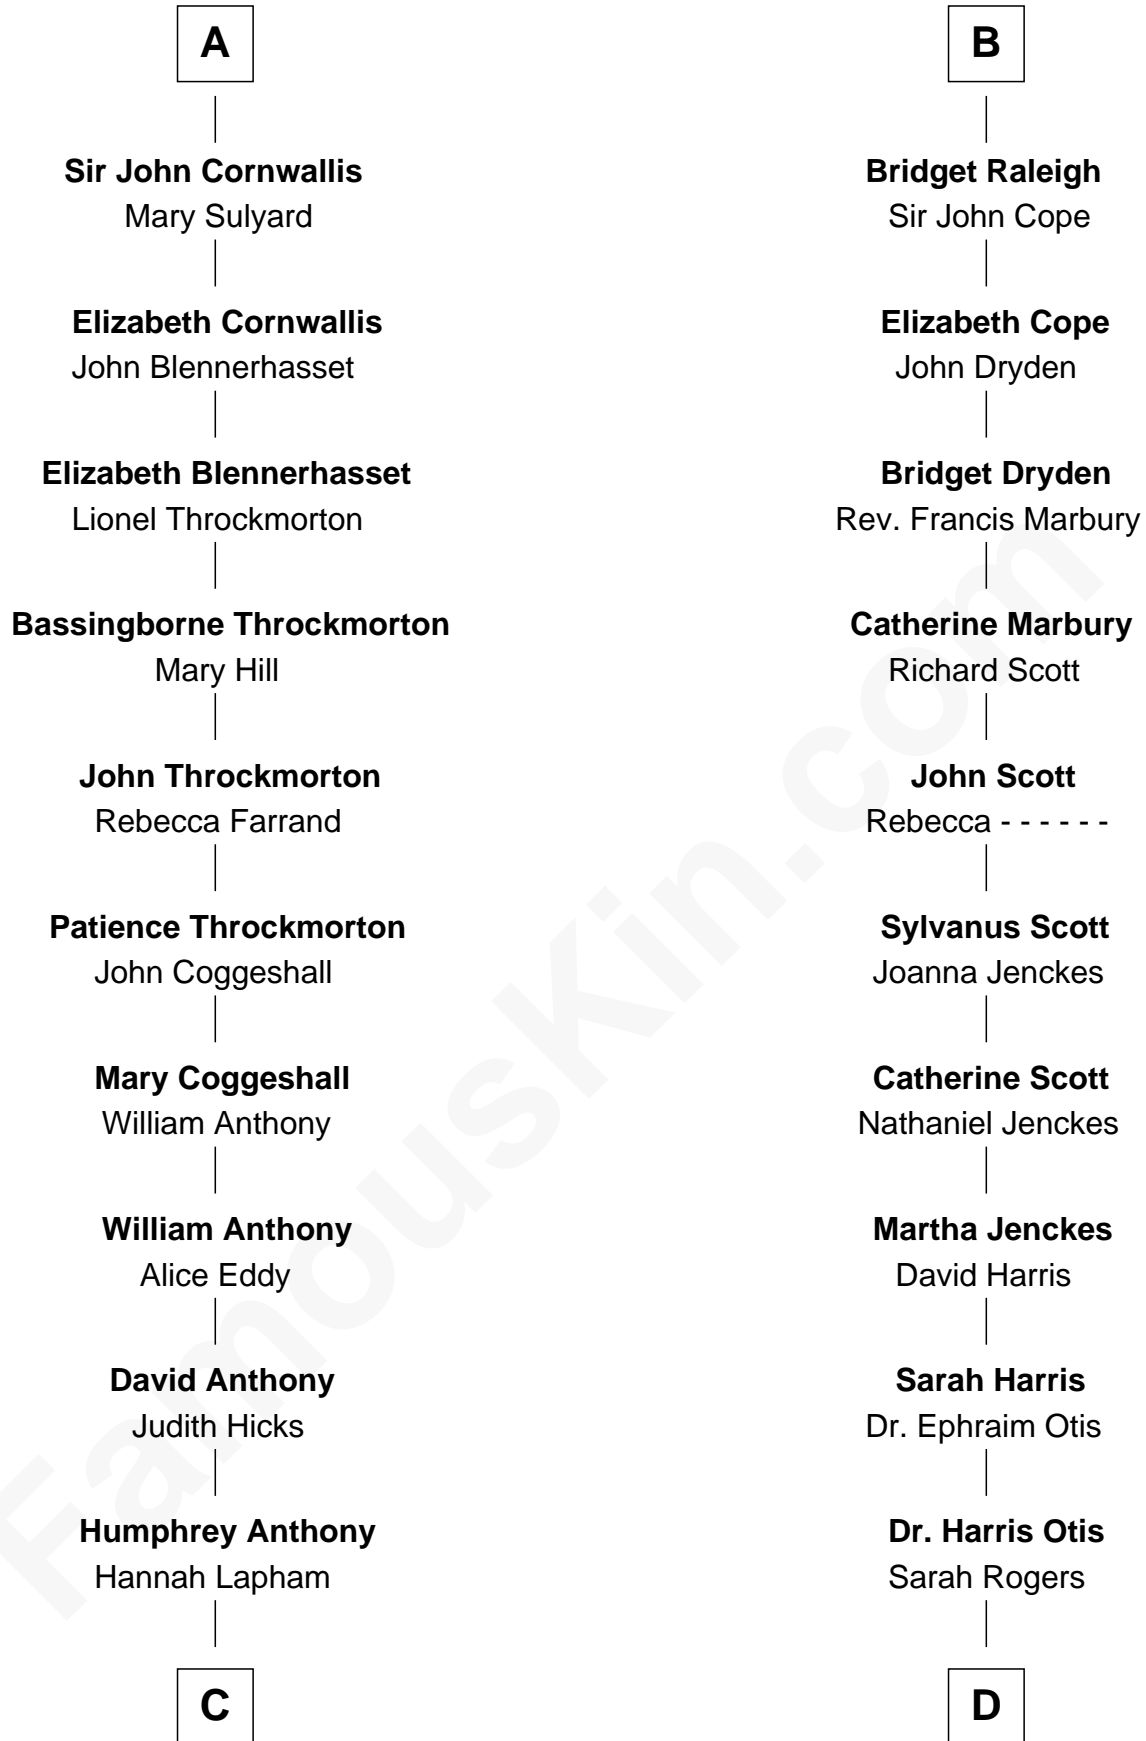 A
Sir John Cornwallis
Mary Sulyard
Elizabeth Cornwallis
John Blennerhasset
Elizabeth Blennerhasset
Lionel Throckmorton
Bassingborne Throckmorton
Mary Hill
John Throckmorton
Rebecca Farrand
Patience Throckmorton
John Coggeshall
Mary Coggeshall
William Anthony
William Anthony
Alice Eddy
David Anthony
Judith Hicks
Humphrey Anthony
Hannah Lapham
C
B
Bridget Raleigh
Sir John Cope
Elizabeth Cope
John Dryden
Bridget Dryden
Rev. Francis Marbury
Catherine Marbury
Richard Scott
John Scott
Rebecca - - - - - -
Sylvanus Scott
Joanna Jenckes
Catherine Scott
Nathaniel Jenckes
Martha Jenckes
David Harris
Sarah Harris
Dr. Ephraim Otis
Dr. Harris Otis
Sarah Rogers
D
FamousKin.com